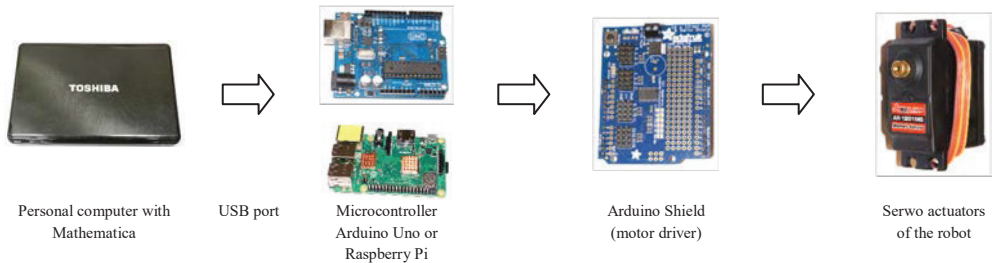 TOSHIBA
UNO
Personal computer with
Mathematica
USB port
Microcontroller
Arduino Uno or
Raspberry Pi
Arduino Shield
(motor driver)
Serwo actuators
of the robot